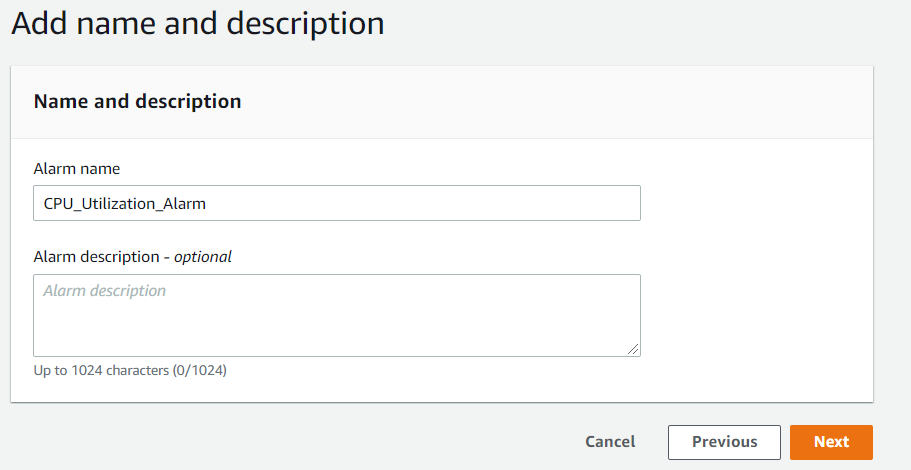 Add name and description
Name and description
Alarm name
CPU_Utilization_Alarm
Alarm description - optional
Alarm description
Up to 1024 characters (0/1024)
Cancel
Previous
Next